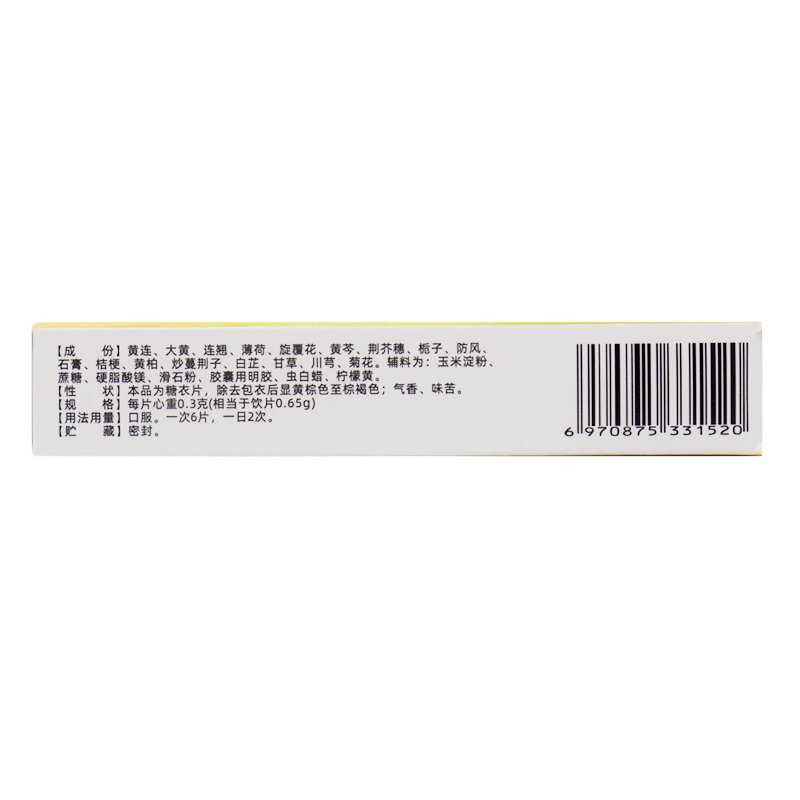 【成　　份】黄连、大黄、连翘、薄荷、旋覆花、黄芩、荆芥穗、栀子、防风、
石膏、桔梗、黄柏、炒蔓荆子、白芷、甘草、川芎、菊花。辅料为：玉米淀粉、
蔗糖、硬脂酸镁、滑石粉、胶囊用明胶、虫白蜡、柠檬黄。
【性　　状】本品为糖衣片，除去包衣后显黄棕色至棕褐色；气香、味苦。
【规　　格】每片心重0.3克(相当于饮片0.65g)
【用法用量】口服。一次6片，一日2次。
【贮　　藏】密封。
6 970875 331520